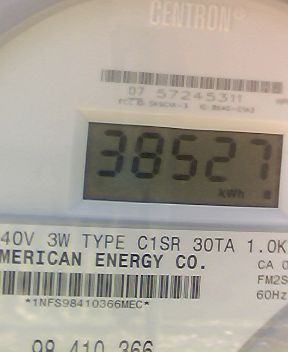 CENTRON®
07 57245311
38527
kWh
40V 3W TYPE C1SR 30TA 1.0K
MERICAN ENERGY CO.
CA 0
FM2S
60Hz
*1NFS98410366MEC*
98 410 366